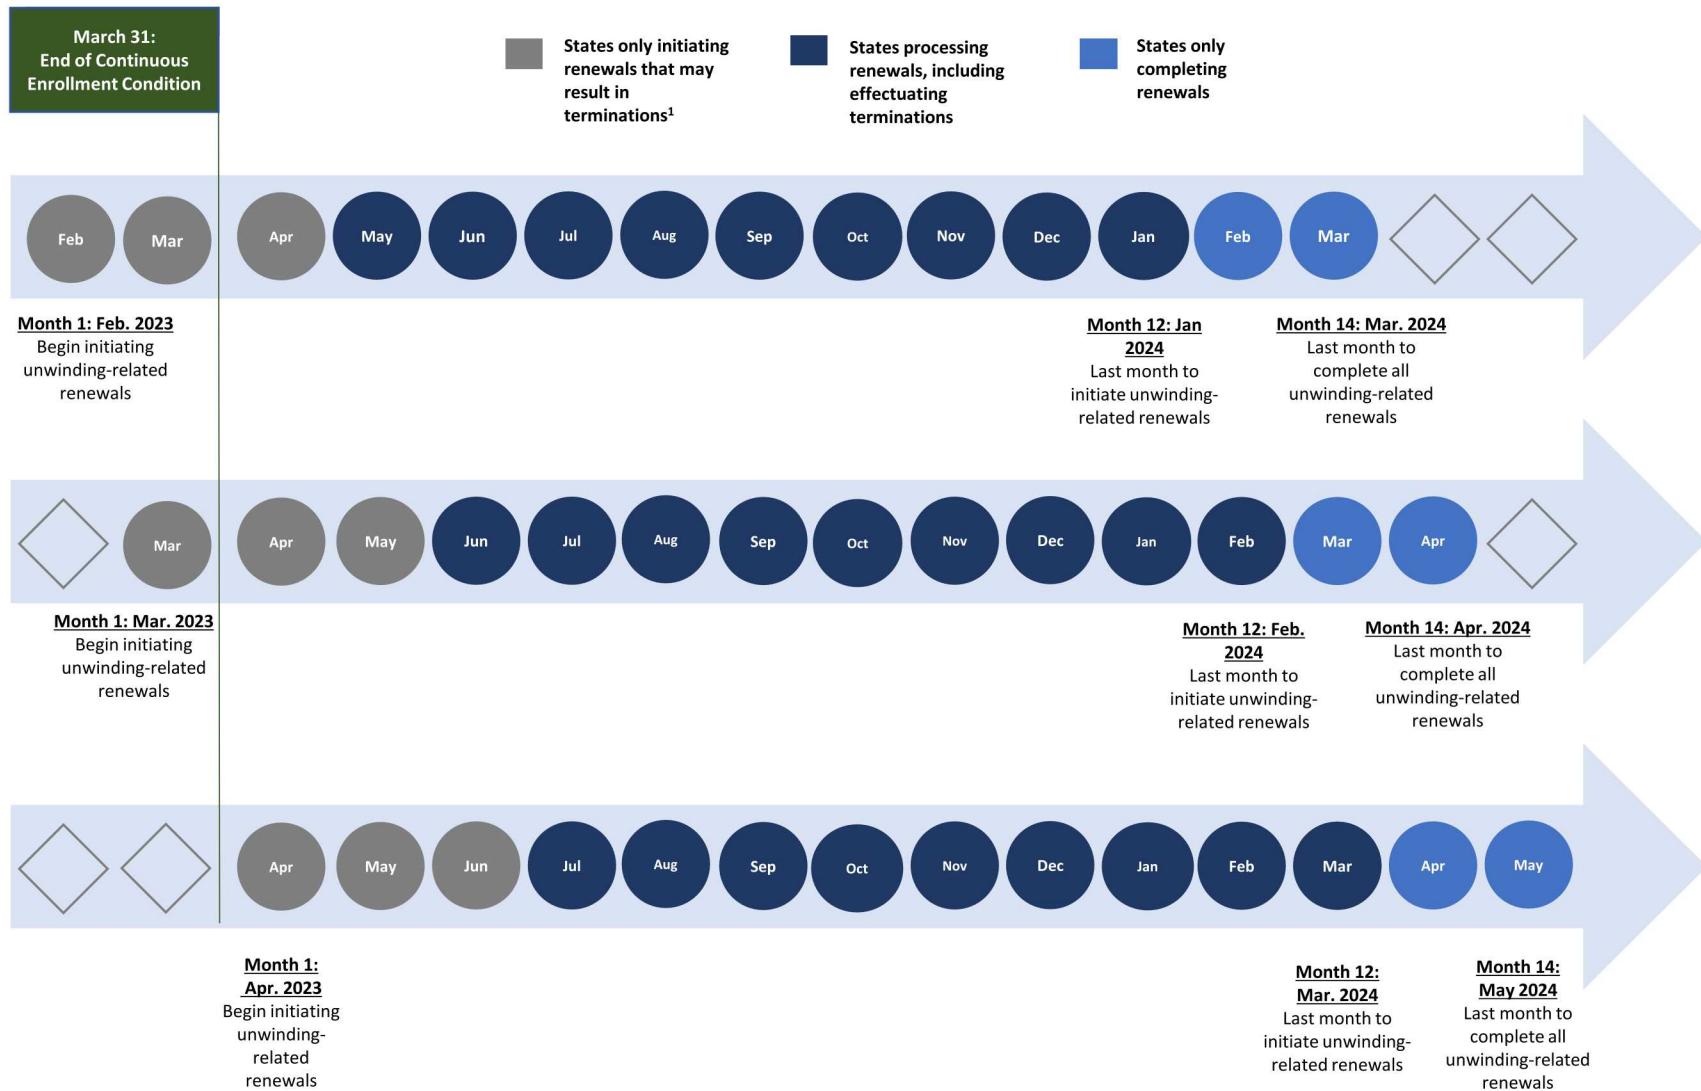 March 31:
End of Continuous
Enrollment Condition
States only initiating
renewals that may
result in
terminations¹
States processing
renewals, including
effectuating
terminations
States only
completing
renewals
Feb
Mar
Apr
May
Jun
Jul
Aug
Sep
Oct
Nov
Dec
Jan
Feb
Mar
Month 1: Feb. 2023
Begin initiating
unwinding-related
renewals
Month 12: Jan
2024
Last month to
initiate unwinding-
related renewals
Month 14: Mar. 2024
Last month to
complete all
unwinding-related
renewals
Mar
Apr
May
Jun
Jul
Aug
Sep
Oct
Nov
Dec
Jan
Feb
Mar
Apr
Month 1: Mar. 2023
Begin initiating
unwinding-related
renewals
Month 12: Feb.
2024
Last month to
initiate unwinding-
related renewals
Month 14: Apr. 2024
Last month to
complete all
unwinding-related
renewals
Apr
May
Jun
Jul
Aug
Sep
Oct
Nov
Dec
Jan
Feb
Mar
Apr
May
Month 1:
Apr. 2023
Begin initiating
unwinding-
related
renewals
Month 12:
Mar. 2024
Last month to
initiate unwinding-
related renewals
Month 14:
May 2024
Last month to
complete all
unwinding-related
renewals